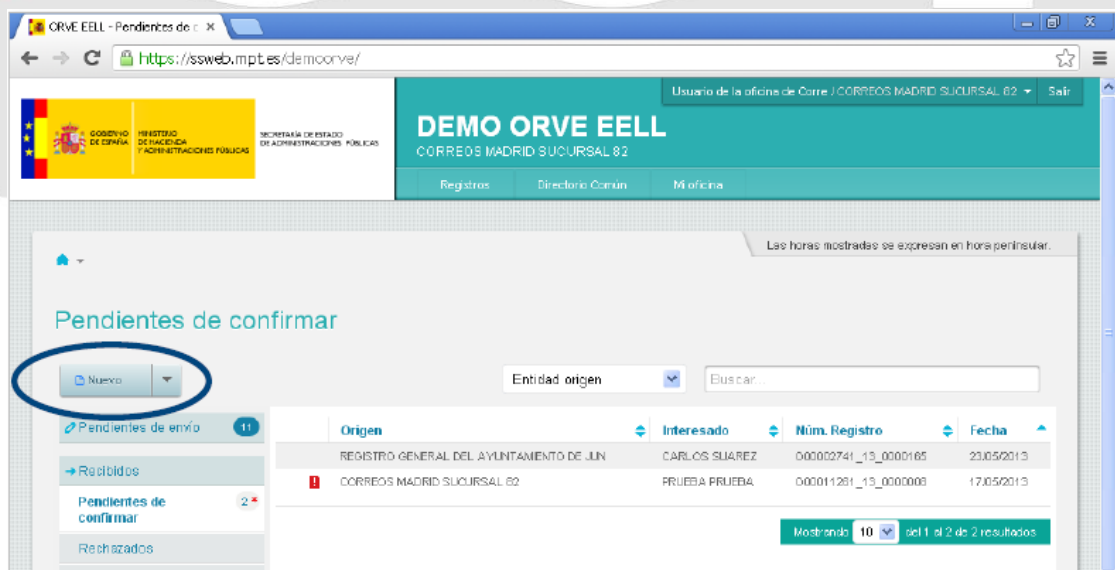 ORVE EELL - Pendientes de c
https://ssweb.mpt.es/demoorve/
Usuario de la oficina de Corre / CORREOS MADRID SUCURSAL 82
Salir
GOBIERNO DE ESPAÑA
MINISTERIO DE HACIENDA Y ADMINISTRACIONES PÚBLICAS
SECRETARÍA DE ESTADO DE ADMINISTRACIONES PÚBLICAS
DEMO ORVE EELL
CORREOS MADRID SUCURSAL 82
Registros Directorio Común Mi oficina
Las horas mostradas se expresan en hora peninsular.
Pendientes de confirmar
Nuevo
Entidad origen
Buscar...
Pendientes de envío 11
Recibidos
Pendientes de confirmar 2
Rechazados
Origen Interesado Núm. Registro Fecha
REGISTRO GENERAL DEL AYUNTAMIENTO DE JUN CARLOS SUAREZ O00002741_13_0000165 23/05/2013
CORREOS MADRID SUCURSAL 82 PRUEBA PRUEBA O00011281_13_0000008 17/05/2013
Mostrando 10 del 1 al 2 de 2 resultados